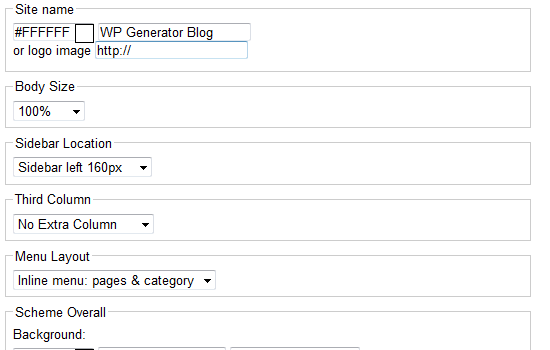 Site name
#FFFFFF WP Generator Blog
or logo image http://
Body Size
100%
Sidebar Location
Sidebar left 160px
Third Column
No Extra Column
Menu Layout
Inline menu: pages & category
Scheme Overall
Background: